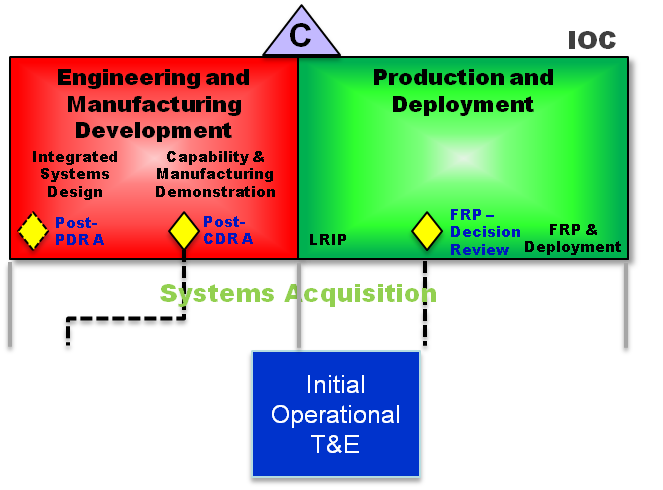 C
IOC
Engineering and
Manufacturing
Development
Production and
Deployment
Integrated
Systems
Design
Capability &
Manufacturing
Demonstration
Post-
PDR A
Post-
CDR A
LRIP
FRP –
Decision
Review
FRP &
Deployment
Systems Acquisition
Initial
Operational
T&E